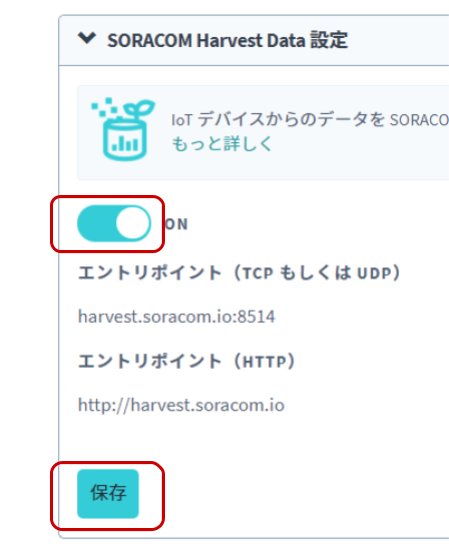 SORACOM Harvest Data 設定
IoT デバイスからのデータを SORACO
もっと詳しく
ON
エントリポイント（TCP もしくは UDP）
harvest.soracom.io:8514
エントリポイント（HTTP）
http://harvest.soracom.io
保存